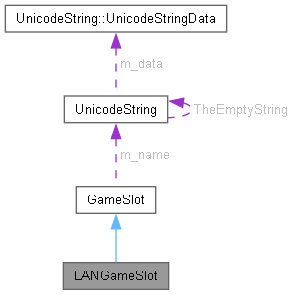 UnicodeString::UnicodeStringData
m_data
UnicodeString
TheEmptyString
m_name
GameSlot
LANGameSlot